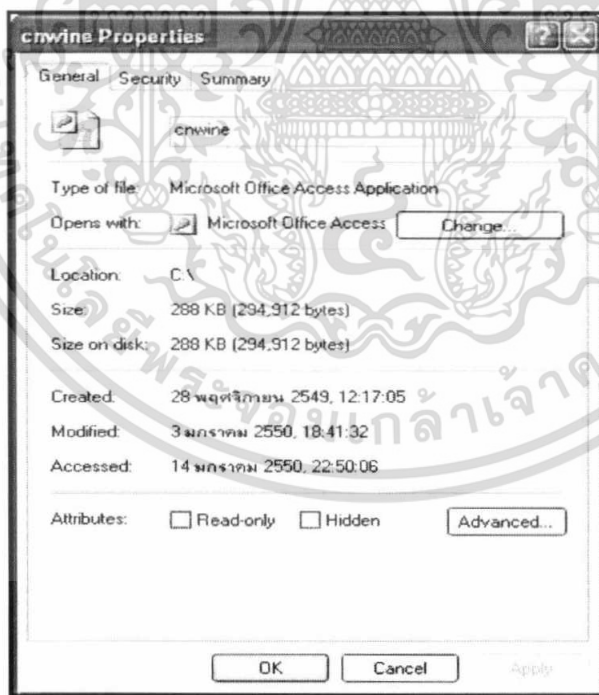 cnwine Properties
General Security Summary
cnwine
Type of file: Microsoft Office Access Application
Opens with: Microsoft Office Access Change...
Location: C:\
Size: 288 KB (294,912 bytes)
Size on disk: 288 KB (294,912 bytes)
Created: 28 พฤศจิกายน 2549, 12:17:05
Modified: 3 มกราคม 2550, 18:41:32
Accessed: 14 มกราคม 2550, 22:50:06
Attributes: Read-only Hidden Advanced...
OK Cancel Apply